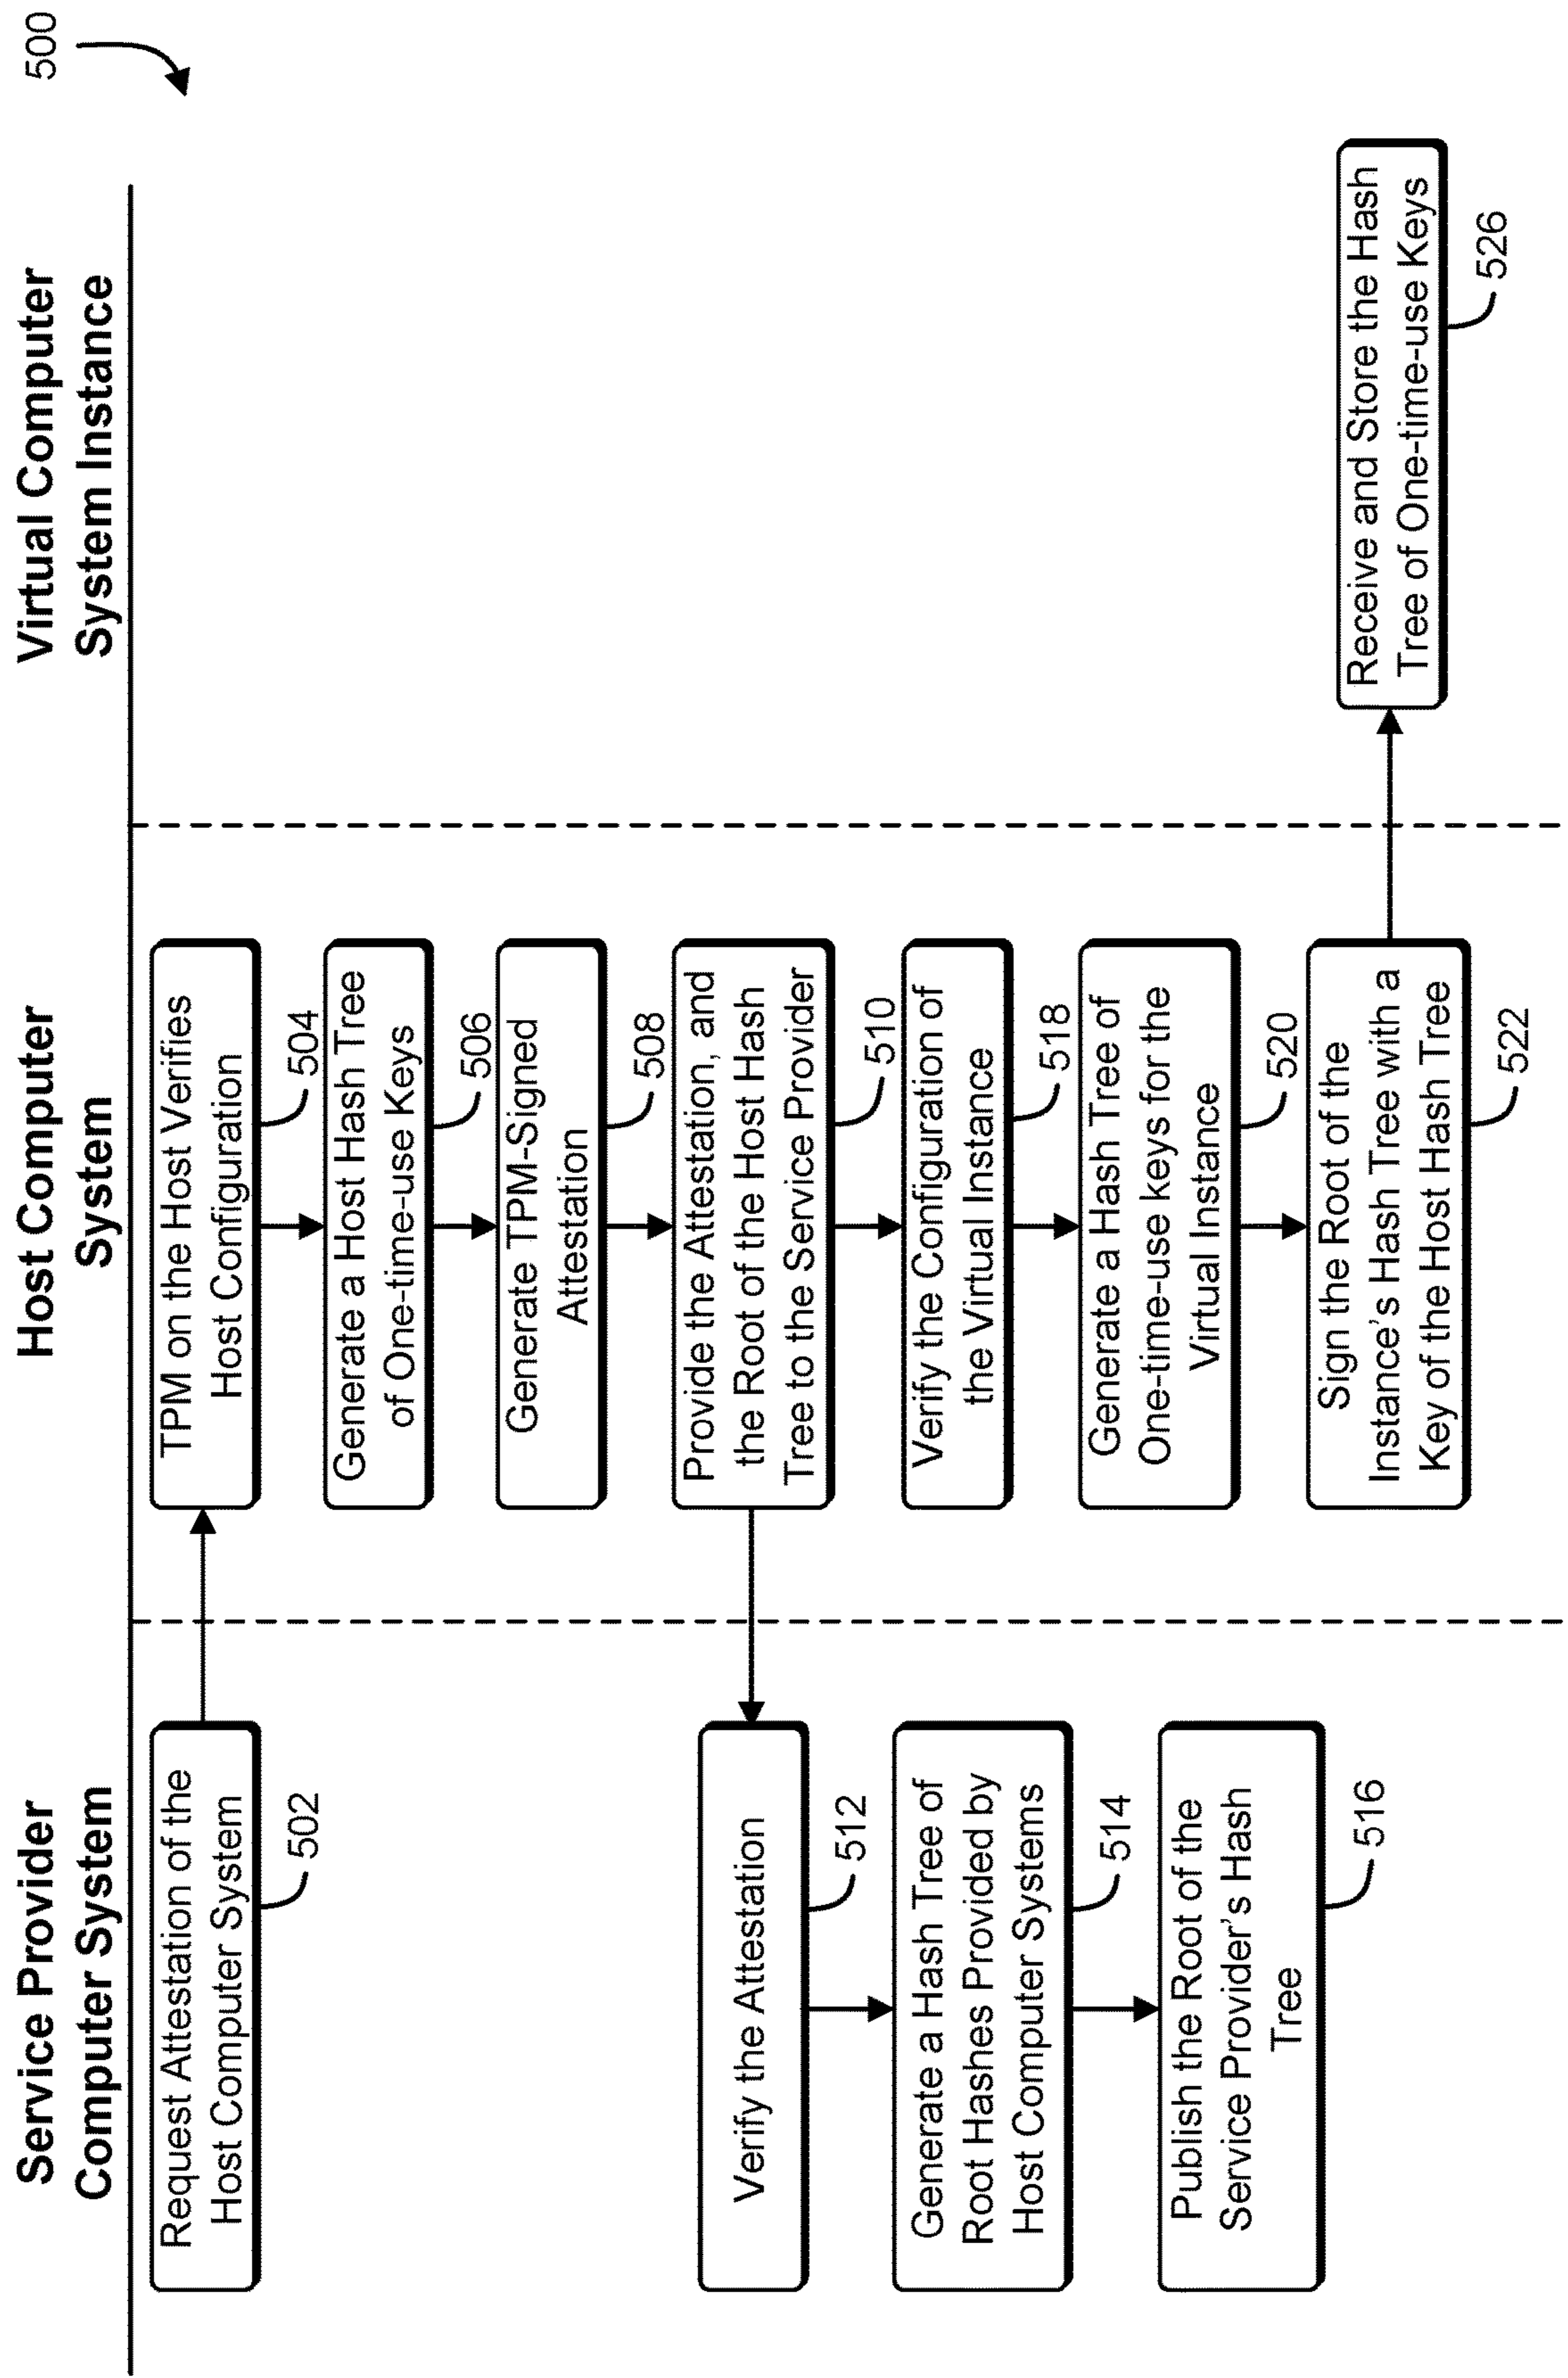 500
Service Provider
Computer System
Host Computer
System
Virtual Computer
System Instance
Request Attestation of the
Host Computer System
502
TPM on the Host Verifies
Host Configuration
504
Generate a Host Hash Tree
of One-time-use Keys
506
Generate TPM-Signed
Attestation
508
Provide the Attestation, and
the Root of the Host Hash
Tree to the Service Provider
510
Verify the Attestation
512
Generate a Hash Tree of
Root Hashes Provided by
Host Computer Systems
514
Publish the Root of the
Service Provider's Hash
Tree
516
Verify the Configuration of
the Virtual Instance
518
Generate a Hash Tree of
One-time-use keys for the
Virtual Instance
520
Sign the Root of the
Instance's Hash Tree with a
Key of the Host Hash Tree
522
Receive and Store the Hash
Tree of One-time-use Keys
526